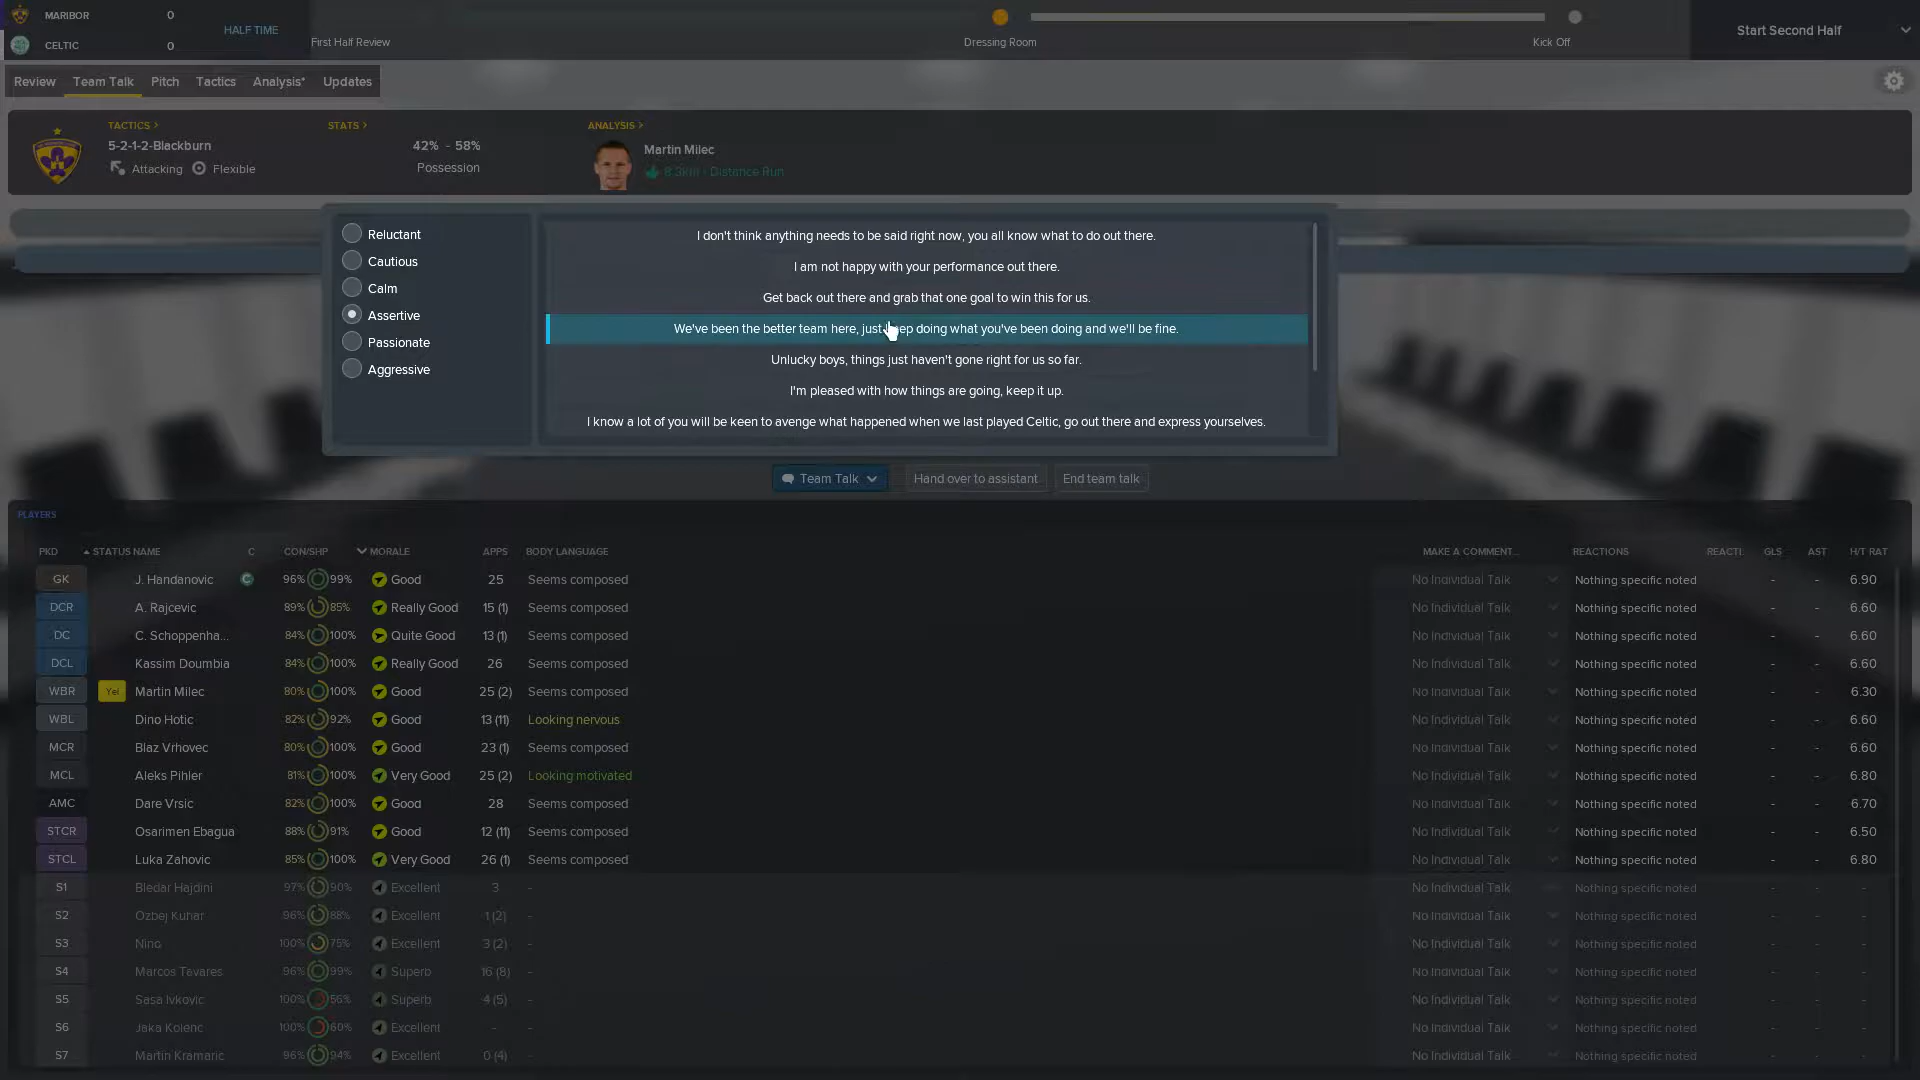 MARIBOR 0
CELTIC 0
HALF TIME
First Half Review
Dressing Room
Kick Off
Start Second Half
Review Team Talk Pitch Tactics Analysis* Updates
TACTICS >
5-2-1-2-Blackburn
Attacking Flexible
STATS >
42% - 58%
Possession
ANALYSIS >
Martin Milec
8.3km - Distance Run
Reluctant
Cautious
Calm
Assertive
Passionate
Aggressive
I don't think anything needs to be said right now, you all know what to do out there.
I am not happy with your performance out there.
Get back out there and grab that one goal to win this for us.
We've been the better team here, just keep doing what you've been doing and we'll be fine.
Unlucky boys, things just haven't gone right for us so far.
I'm pleased with how things are going, keep it up.
I know a lot of you will be keen to avenge what happened when we last played Celtic, go out there and express yourselves.
Team Talk Hand over to assistant End team talk
PLAYERS
PKD STATUS NAME C CON/SHP MORALE APPS BODY LANGUAGE MAKE A COMMENT... REACTIONS REACTI. GLS AST H/T RAT
GK J. Handanovic C 96% 99% Good 25 Seems composed No Individual Talk Nothing specific noted - - 6.90
DCR A. Rajcevic 89% 85% Really Good 15 (1) Seems composed No Individual Talk Nothing specific noted - - 6.60
DC C. Schoppenha... 84% 100% Quite Good 13 (1) Seems composed No Individual Talk Nothing specific noted - - 6.60
DCL Kassim Doumbia 84% 100% Really Good 26 Seems composed No Individual Talk Nothing specific noted - - 6.60
WBR Yel Martin Milec 80% 100% Good 25 (2) Seems composed No Individual Talk Nothing specific noted - - 6.30
WBL Dino Hotic 82% 92% Good 13 (11) Looking nervous No Individual Talk Nothing specific noted - - 6.60
MCR Blaz Vrhovec 80% 100% Good 23 (1) Seems composed No Individual Talk Nothing specific noted - - 6.60
MCL Aleks Pihler 81% 100% Very Good 25 (2) Looking motivated No Individual Talk Nothing specific noted - - 6.80
AMC Dare Vrsic 82% 100% Good 28 Seems composed No Individual Talk Nothing specific noted - - 6.70
STCR Osarimen Ebagua 88% 91% Good 12 (11) Seems composed No Individual Talk Nothing specific noted - - 6.50
STCL Luka Zahovic 85% 100% Very Good 26 (1) Seems composed No Individual Talk Nothing specific noted - - 6.80
S1 Bledar Hajdini 97% 90% Excellent 3 - No Individual Talk Nothing specific noted - - -
S2 Ozbej Kuhar 96% 88% Excellent 1 (2) - No Individual Talk Nothing specific noted - - -
S3 Nino 100% 75% Excellent 3 (2) - No Individual Talk Nothing specific noted - - -
S4 Marcos Tavares 96% 99% Superb 16 (8) - No Individual Talk Nothing specific noted - - -
S5 Sasa Ivkovic 100% 56% Superb 4 (5) - No Individual Talk Nothing specific noted - - -
S6 Jaka Kolenc 100% 60% Excellent - - No Individual Talk Nothing specific noted - - -
S7 Martin Kramaric 96% 94% Excellent 0 (4) - No Individual Talk Nothing specific noted - - -